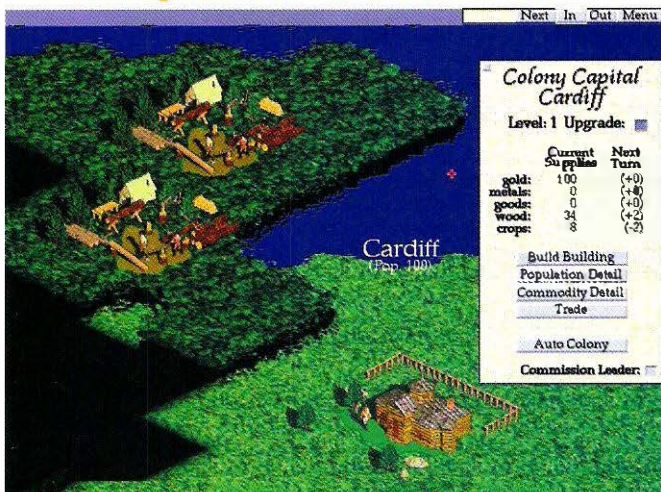 Next In Out Menu
Colony Capital
Cardiff
Level: 1 Upgrade:
Current Next
Supplies Turn
gold: 100 (+0)
metals: 0
goods: 0 (+0)
wood: 34 (+2)
crops: 8 (-2)
Build Building
Population Detail
Commodity Detail
Trade
Auto Colony
Commission Leader:
Cardiff
(Pop. 100)